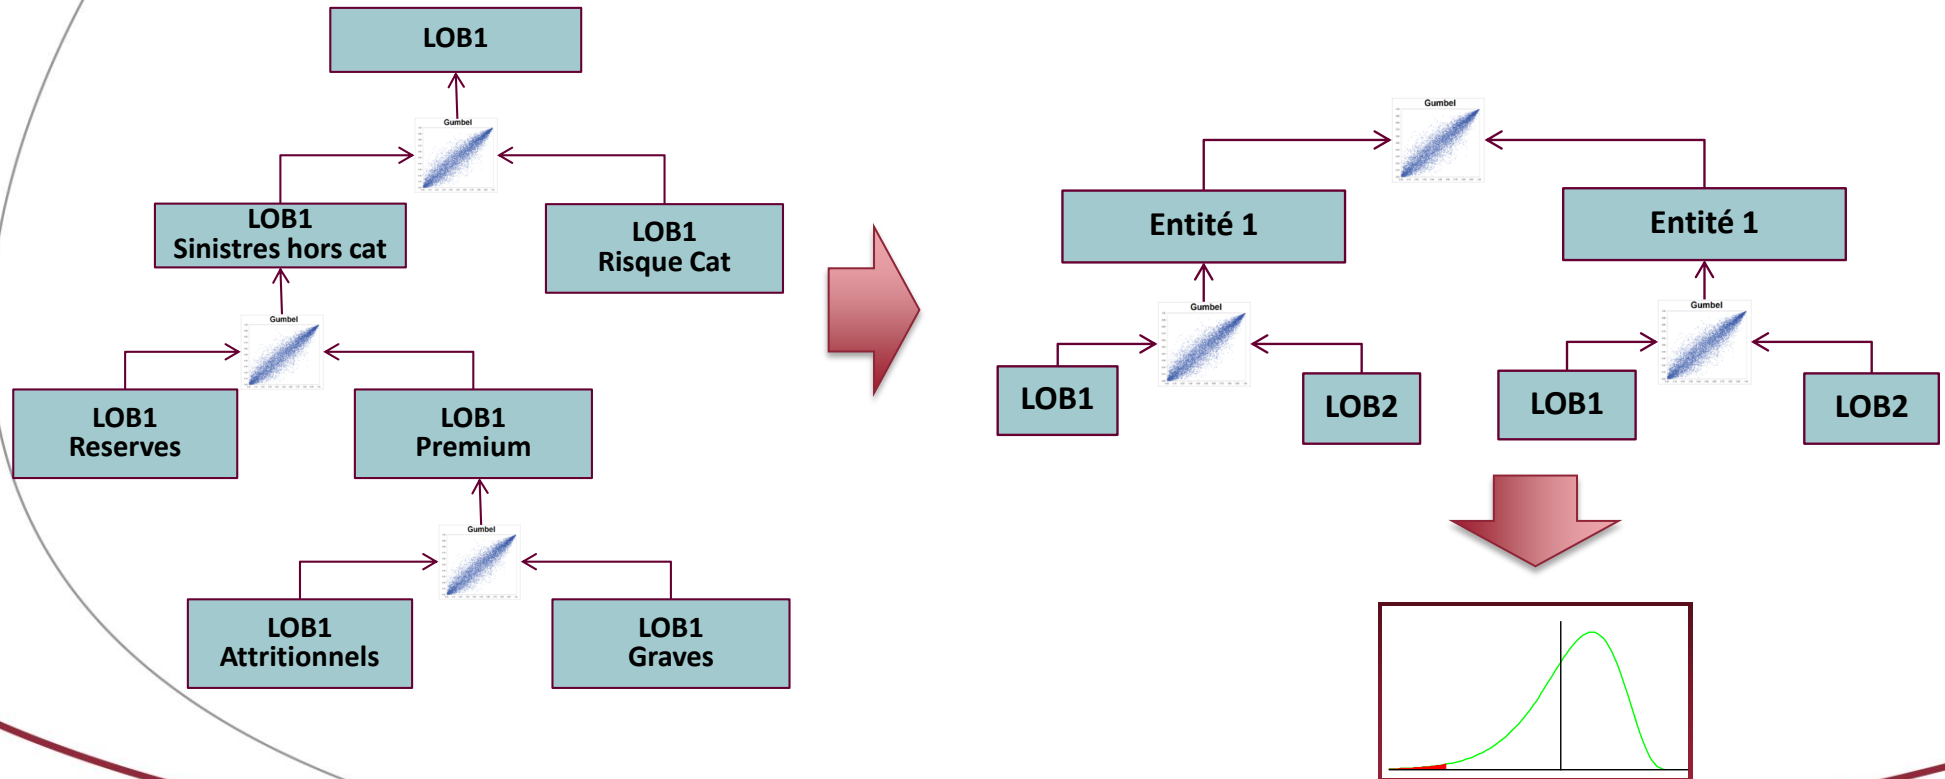 LOB1
Gumbel
LOB1
Sinistres hors cat
LOB1
Risque Cat
Gumbel
LOB1
Reserves
LOB1
Premium
Gumbel
LOB1
Attritionnels
LOB1
Graves
Gumbel
Entité 1
Entité 1
Gumbel
Gumbel
LOB1
LOB2
LOB1
LOB2